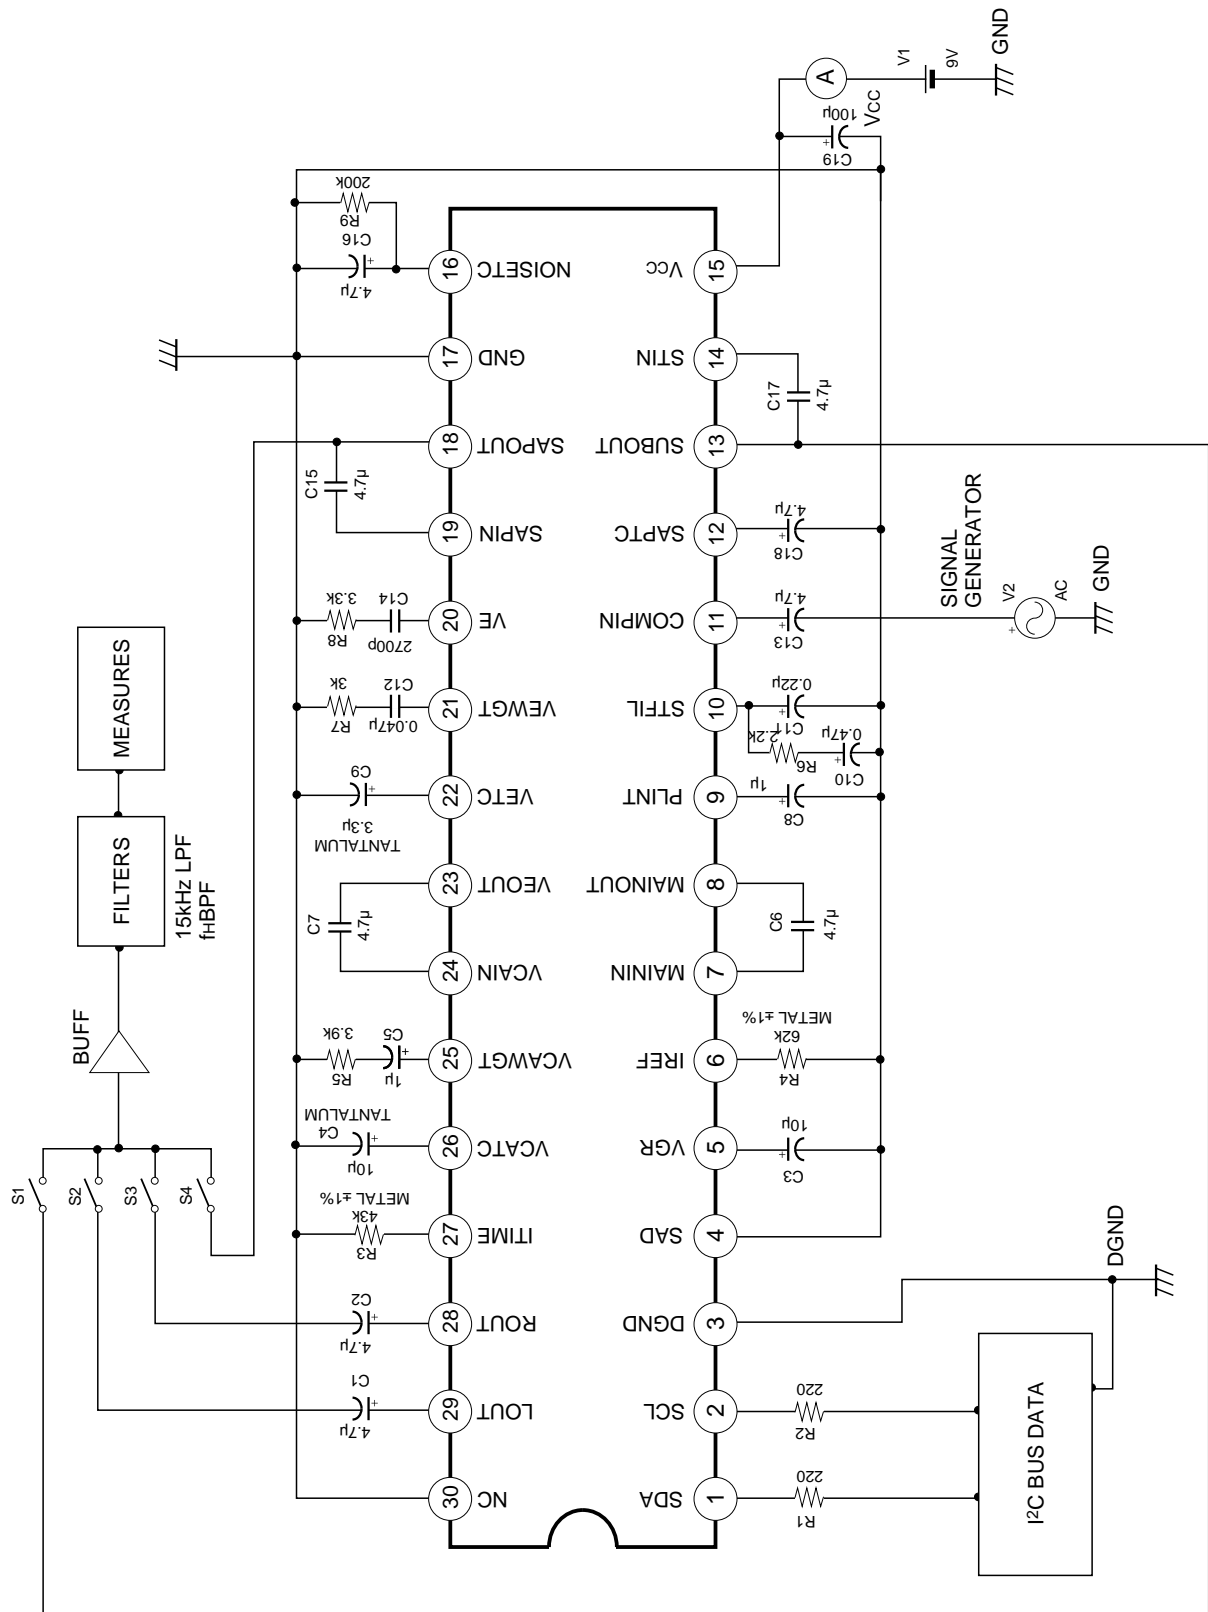 GND
9V
V1
A
VCC
100µ
+
C19
200k
R9
C16
+
4.7µ
16
NOISETC
VCC
15
17
GND
STIN
14
C17
4.7µ
18
SAPOUT
SUBOUT
13
C15
4.7µ
19
SAPIN
SAPTC
12
4.7µ
+
C18
SIGNAL
GENERATOR
V2
+
AC
GND
3.3k
R8
C14
2700p
20
VE
COMPIN
11
4.7µ
+
C13
MEASURES
3k
R7
C12
0.047µ
21
VEWGT
STFIL
10
0.22µ
+
C11
2.2k
R6
0.47µ
+
C10
FILTERS
15kHz LPF
fHBPF
C9
+
3.3µ
TANTALUM
22
VETC
PLINT
9
1µ
+
C8
23
VEOUT
MAINOUT
8
C7
4.7µ
C6
4.7µ
24
VCAIN
MAININ
7
BUFF
3.9k
R5
C5
+
1µ
25
VCAWGT
IREF
6
METAL ±1%
62k
R4
TANTALUM
C4
+
10µ
26
VCATC
VGR
5
10µ
+
C3
S1
S2
S3
S4
METAL ±1%
43k
R3
27
ITIME
SAD
4
DGND
C2
+
4.7µ
28
ROUT
DGND
3
C1
+
4.7µ
29
LOUT
SCL
2
220
R2
30
NC
SDA
1
220
R1
I²C BUS DATA